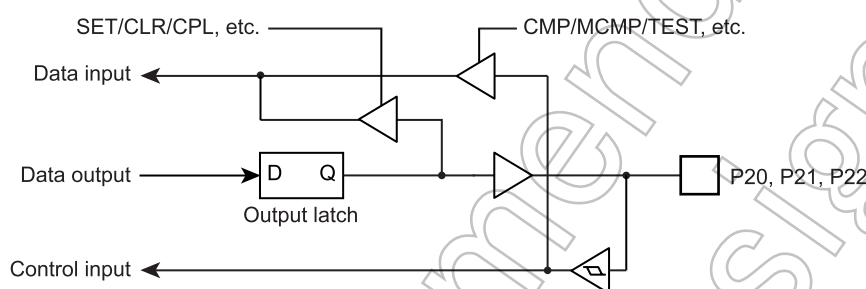 SET/CLR/CPL, etc.
CMP/MCMP/TEST, etc.
Data input
Data output
D Q
P20, P21, P22
Output latch
Control input